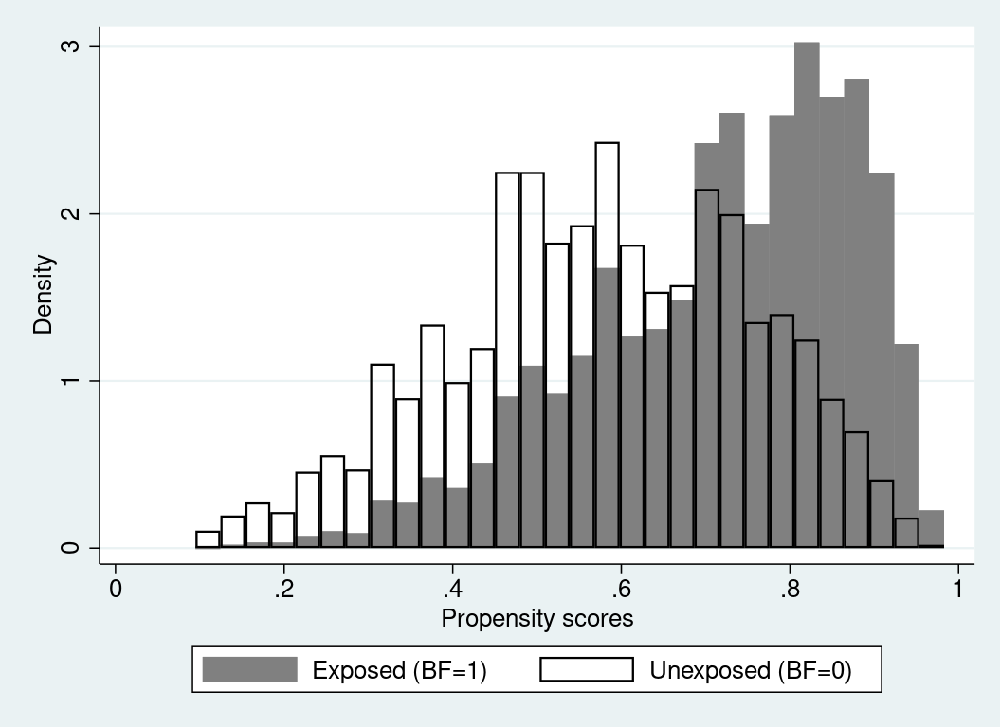 3
2
1
0
Density
0 .2 .4 .6 .8 1
Propensity scores
Exposed (BF=1) Unexposed (BF=0)